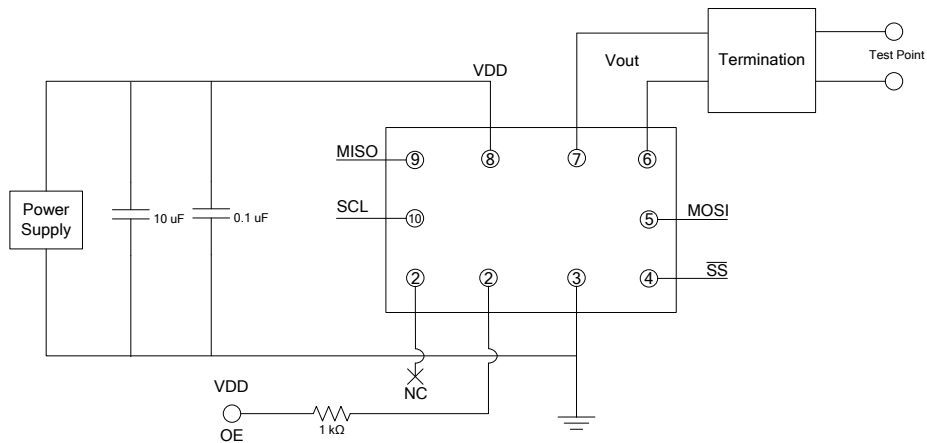 Vout
Termination
Test Point
VDD
MISO
9
8
7
6
Power
Supply
10 uF
0.1 uF
SCL
10
5
MOSI
2
2
3
4
SS
NC
VDD
OE
1 kΩ